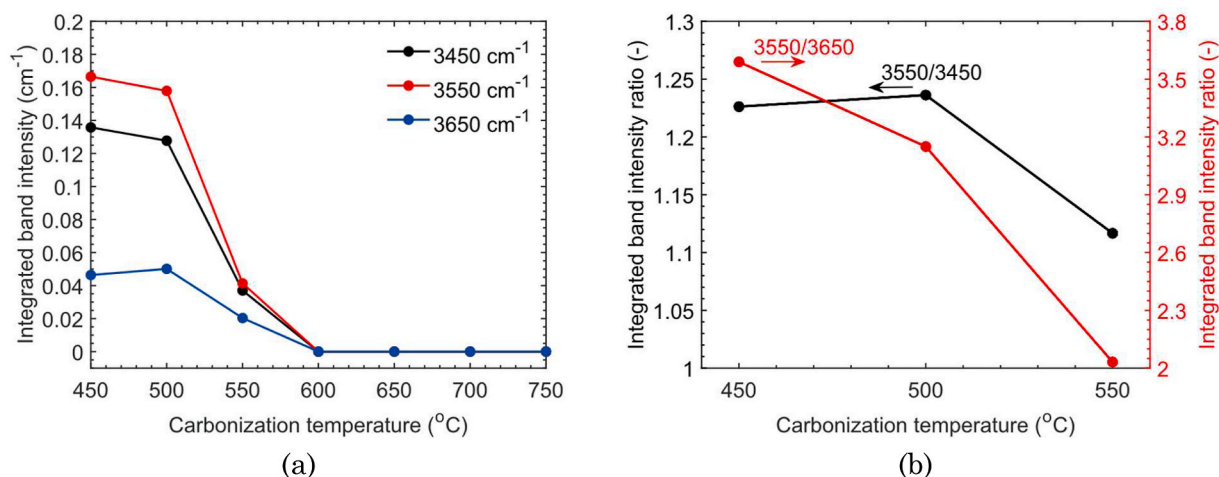 0.2
0.18
0.16
0.14
0.12
0.1
0.08
0.06
0.04
0.02
0
Integrated band intensity (cm⁻¹)
3450 cm⁻¹
3550 cm⁻¹
3650 cm⁻¹
450 500 550 600 650 700 750
Carbonization temperature (°C)
(a)
1.3
1.25
1.2
1.15
1.1
1.05
1
Integrated band intensity ratio (-)
3550/3650
3550/3450
3.8
3.5
3.2
2.9
2.6
2.3
2
Integrated band intensity ratio (-)
450 500 550
Carbonization temperature (°C)
(b)